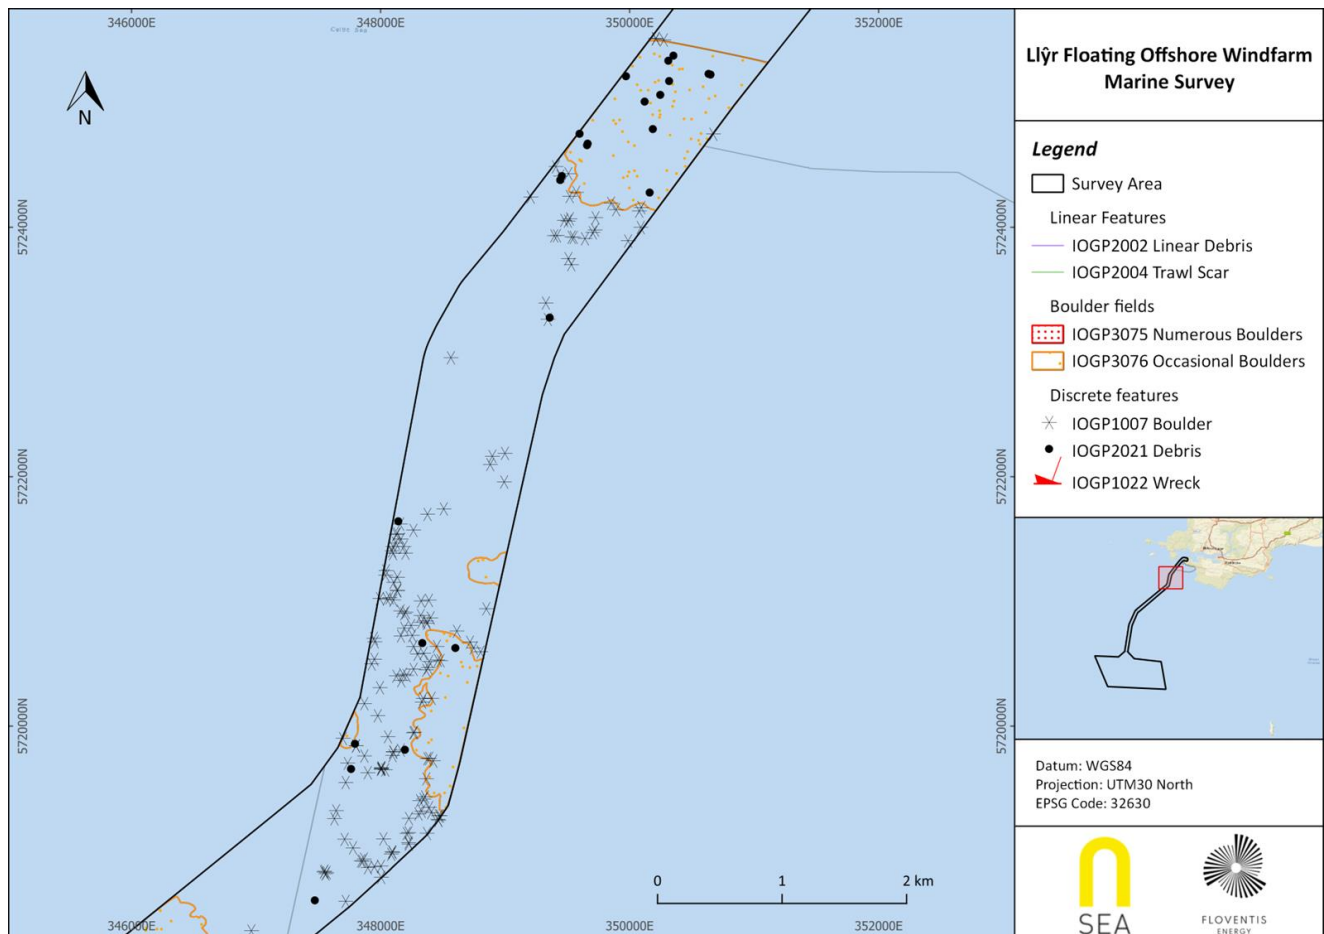 346000E
348000E
350000E
352000E
Celtic Sea
N
5724000N
5724000N
5722000N
5722000N
5720000N
5720000N
0
1
2 km
346000E
348000E
350000E
352000E
Llŷr Floating Offshore Windfarm
Marine Survey
Legend
Survey Area
Linear Features
IOGP2002 Linear Debris
IOGP2004 Trawl Scar
Boulder fields
IOGP3075 Numerous Boulders
IOGP3076 Occasional Boulders
Discrete features
IOGP1007 Boulder
IOGP2021 Debris
IOGP1022 Wreck
Datum: WGS84
Projection: UTM30 North
EPSG Code: 32630
SEA
FLOVENTIS
ENERGY